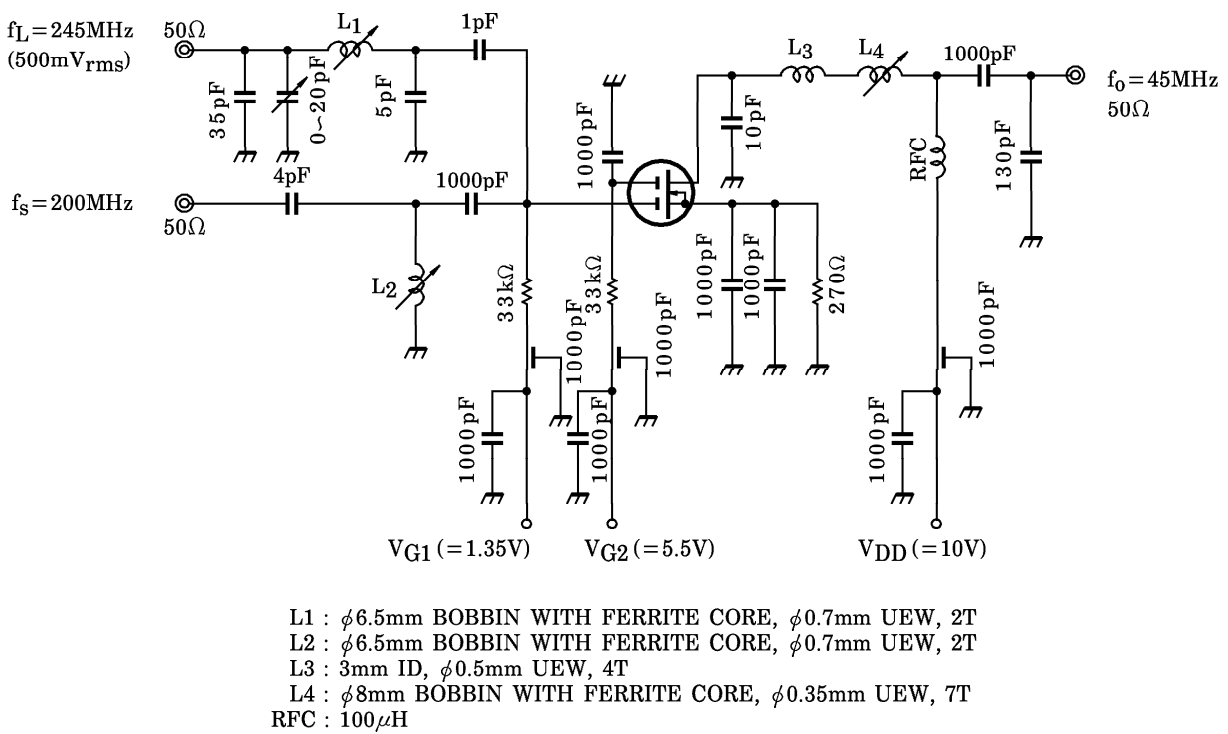 fL=245MHz
(500mVrms)
50Ω
L1
1pF
35pF
0~20pF
5pF
4pF
1000pF
fs=200MHz
50Ω
L2
1000pF
10pF
L3
L4
1000pF
fo=45MHz
50Ω
RFC
130pF
33kΩ
1000pF
33kΩ
1000pF
1000pF
1000pF
270Ω
1000pF
1000pF
1000pF
1000pF
VG1 (=1.35V)
VG2 (=5.5V)
VDD (=10V)
L1 : φ6.5mm BOBBIN WITH FERRITE CORE, φ0.7mm UEW, 2T
L2 : φ6.5mm BOBBIN WITH FERRITE CORE, φ0.7mm UEW, 2T
L3 : 3mm ID, φ0.5mm UEW, 4T
L4 : φ8mm BOBBIN WITH FERRITE CORE, φ0.35mm UEW, 7T
RFC : 100μH